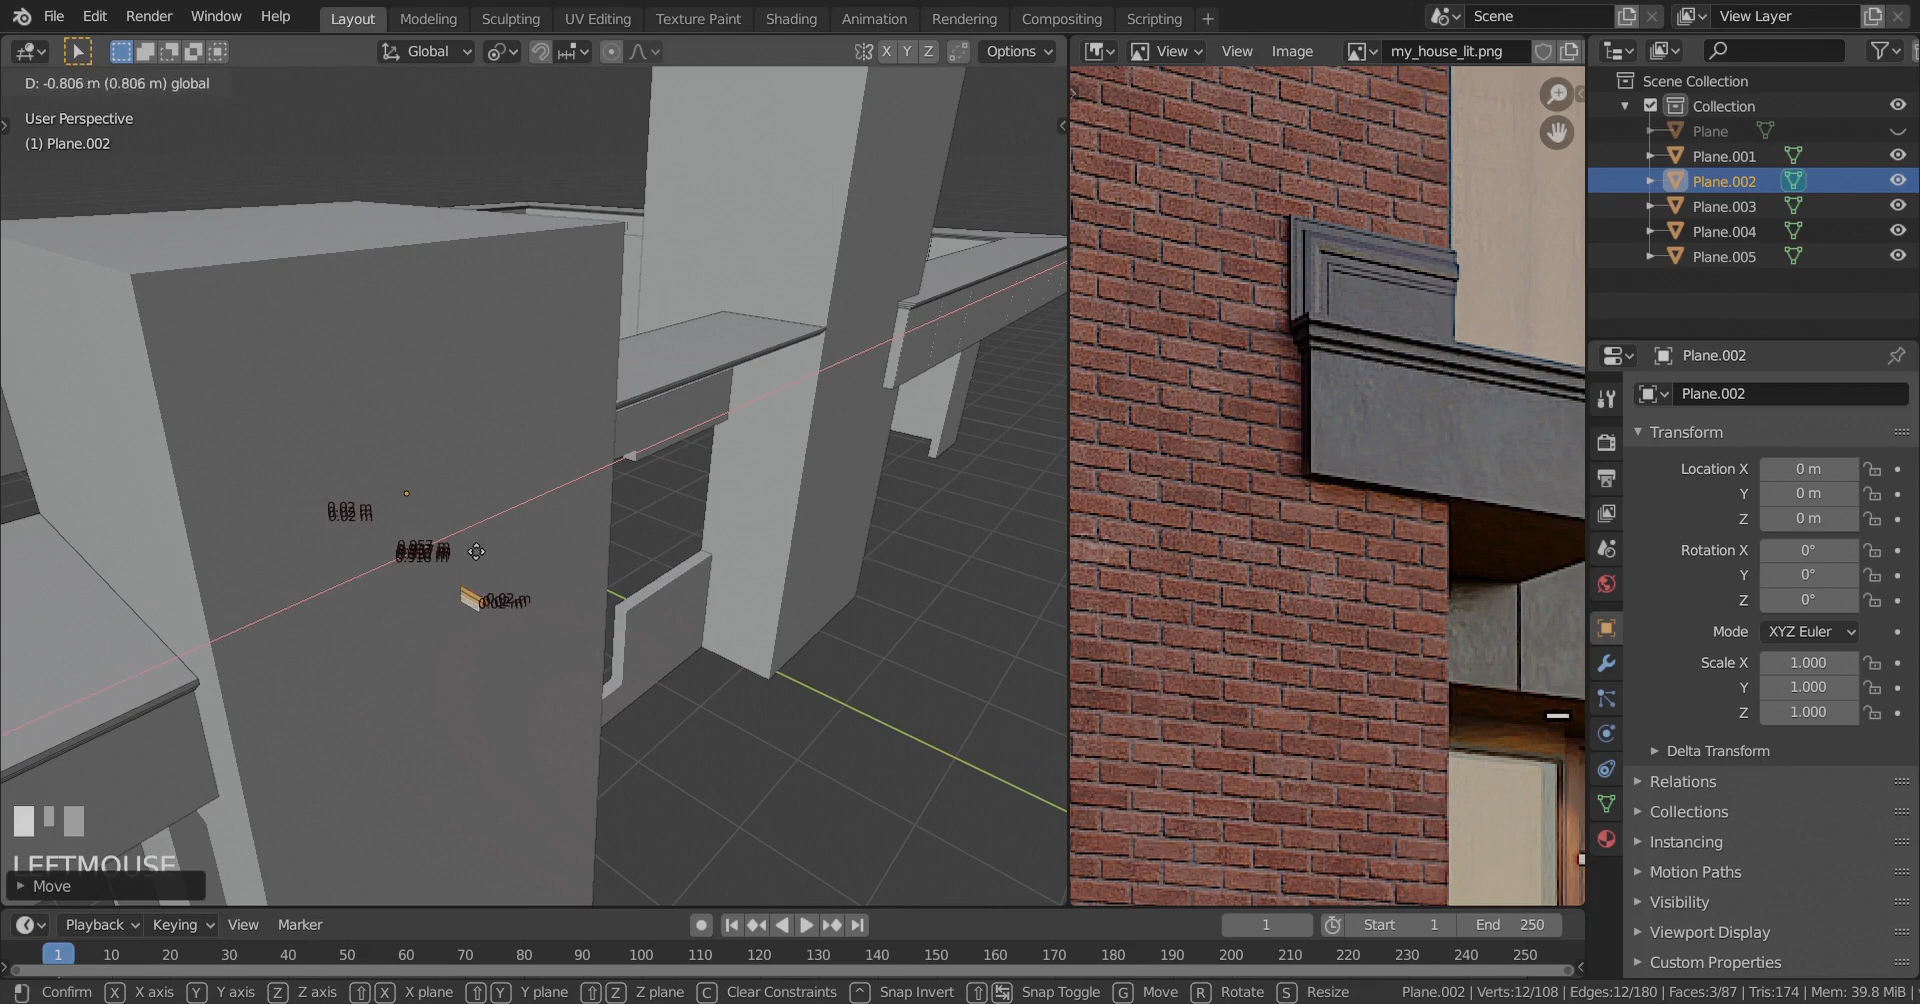 File Edit Render Window Help Layout Modeling Sculpting UV Editing Texture Paint Shading Animation Rendering Compositing Scripting + Scene View Layer
Global X Y Z Options View View Image my_house_lit.png
D: -0.806 m (0.806 m) global
User Perspective
(1) Plane.002
0.02 m
LEFTMOUSE
Move
Scene Collection
Collection
Plane
Plane.001
Plane.002
Plane.003
Plane.004
Plane.005
Plane.002
Plane.002
Transform
Location X 0 m
Y 0 m
Z 0 m
Rotation X 0°
Y 0°
Z 0°
Mode XYZ Euler
Scale X 1.000
Y 1.000
Z 1.000
Delta Transform
Relations
Collections
Instancing
Motion Paths
Visibility
Viewport Display
Custom Properties
Playback Keying View Marker 1 Start 1 End 250
1 10 20 30 40 50 60 70 80 90 100 110 120 130 140 150 160 170 180 190 200 210 220 230 240 250
Confirm X X axis Y Y axis Z Z axis X X plane Y Y plane Z Z plane C Clear Constraints ^ Snap Invert Snap Toggle G Move R Rotate S Resize Plane.002 | Verts:12/108 | Edges:12/180 | Faces:3/87 | Tris:174 | Mem: 39.8 MiB |